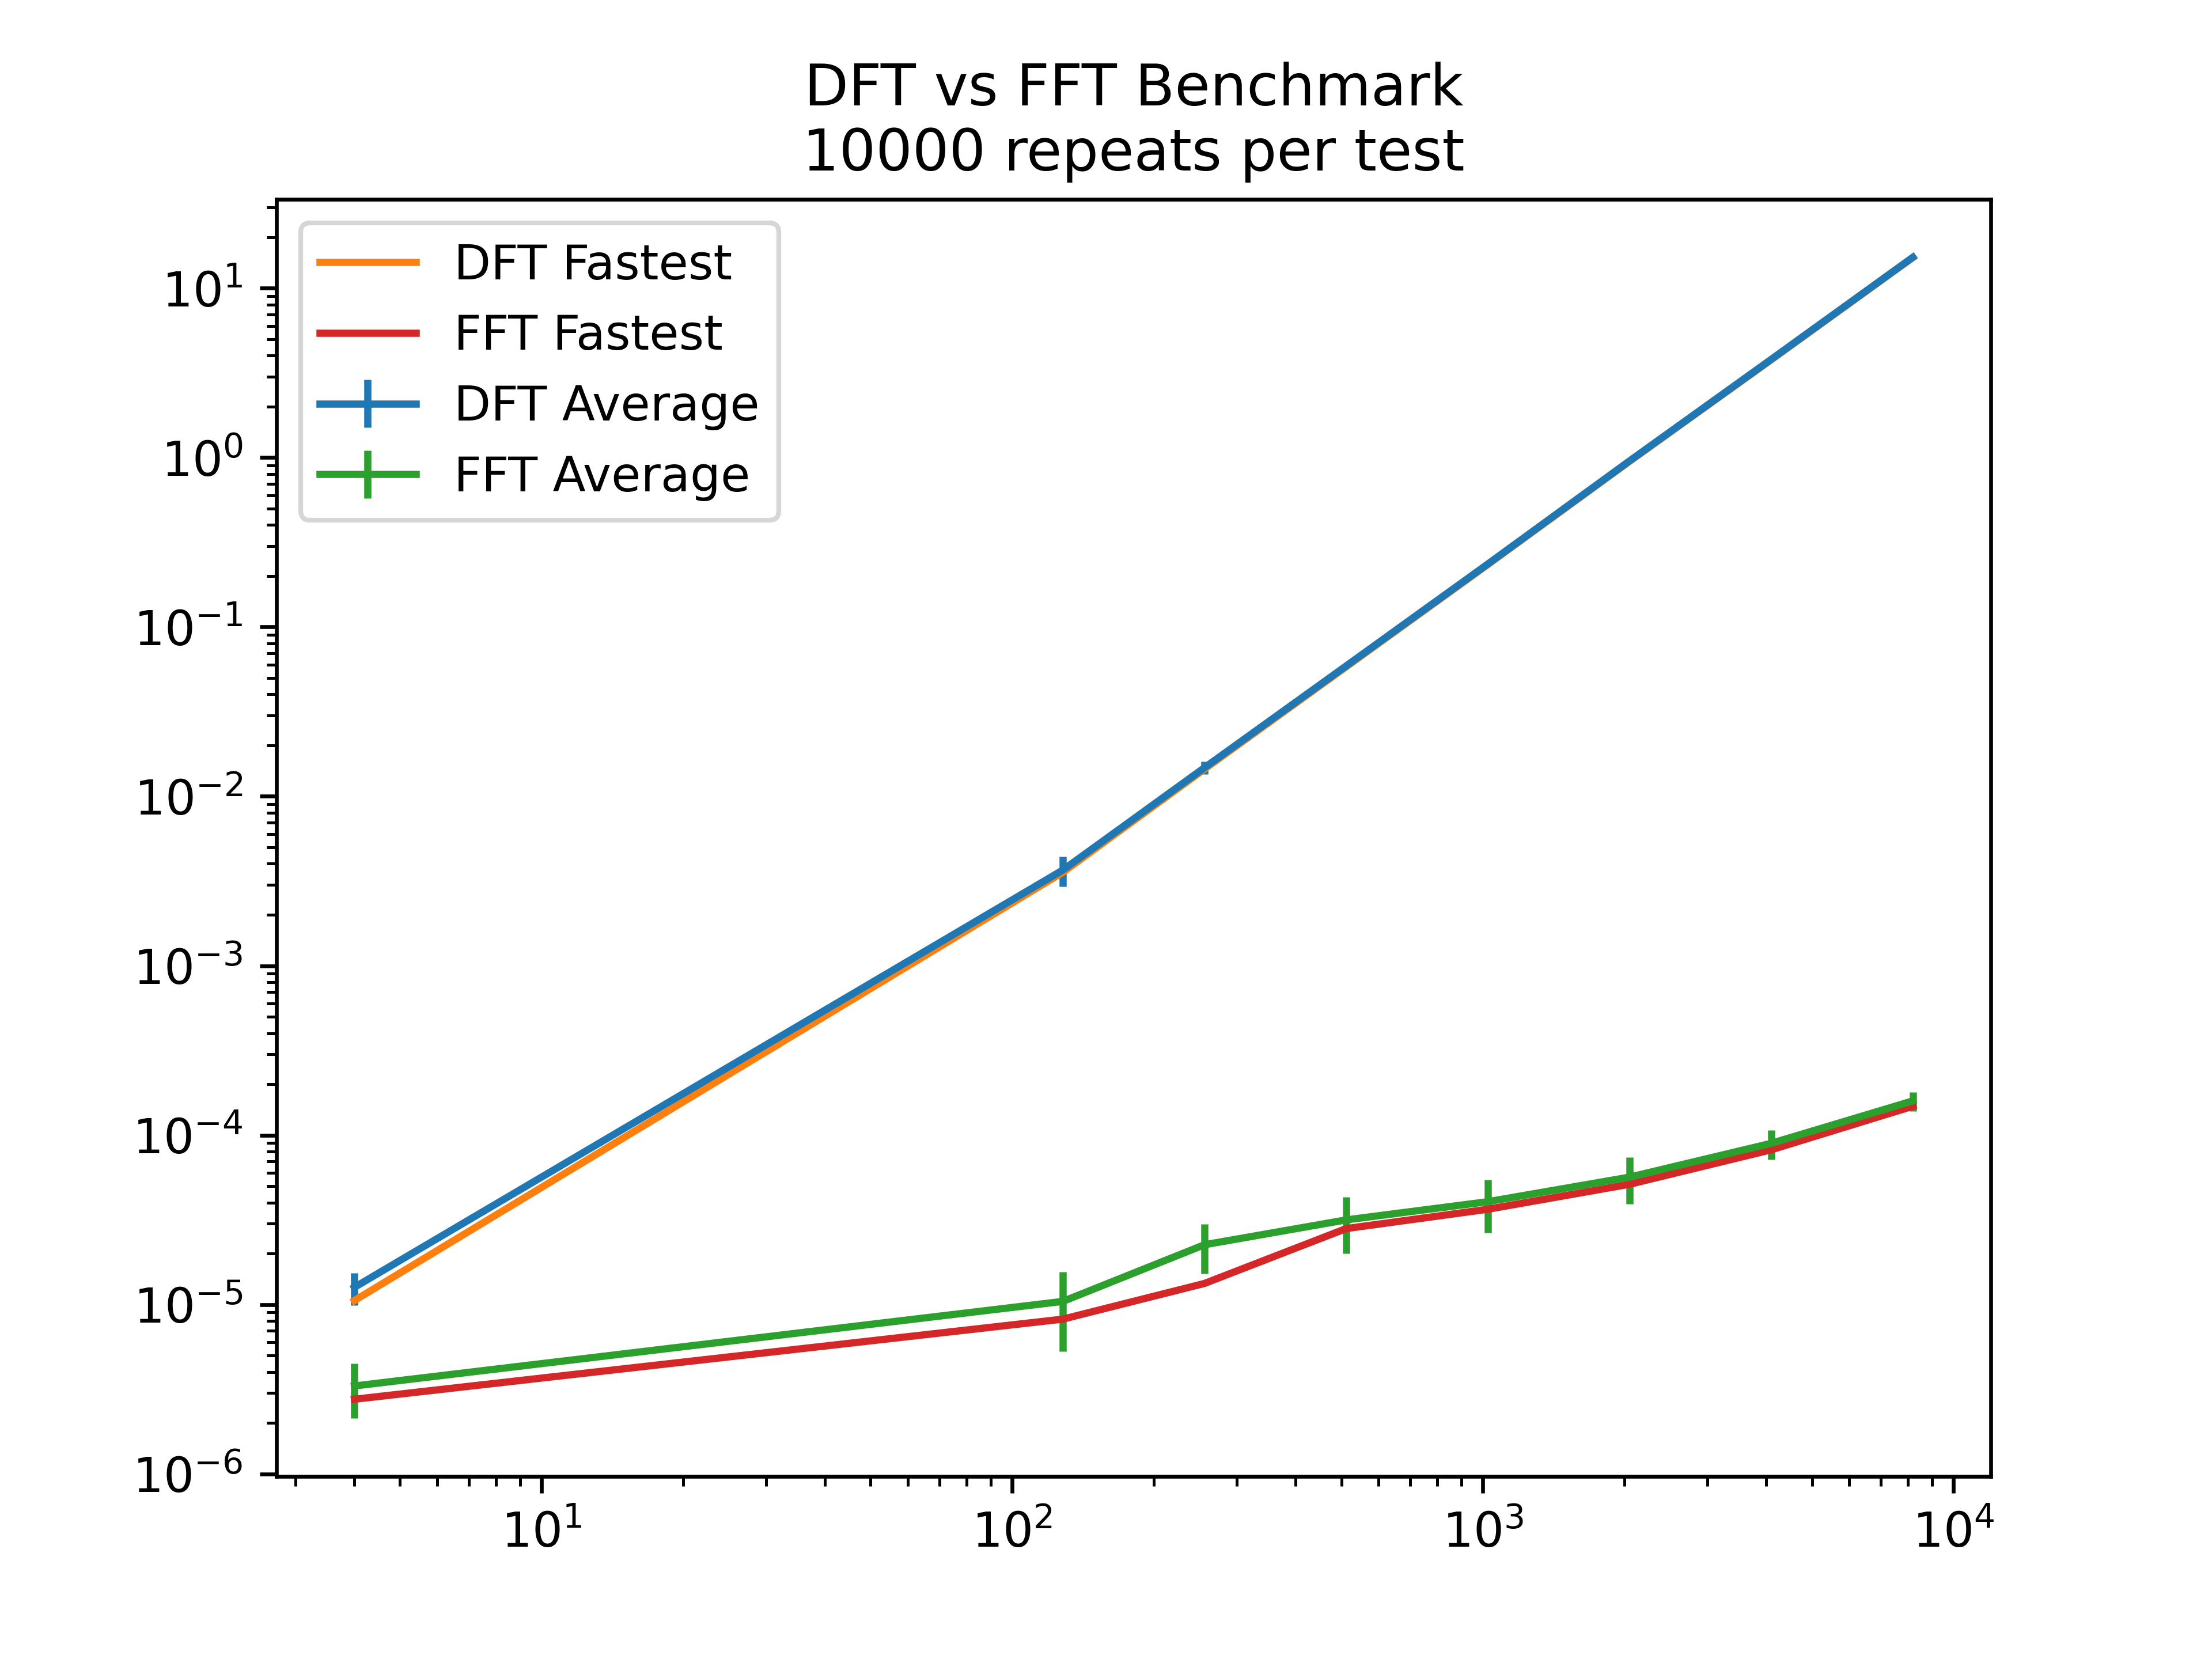 DFT vs FFT Benchmark
10000 repeats per test
DFT Fastest
FFT Fastest
DFT Average
FFT Average
10¹
10⁰
10⁻¹
10⁻²
10⁻³
10⁻⁴
10⁻⁵
10⁻⁶
10¹ 10² 10³ 10⁴